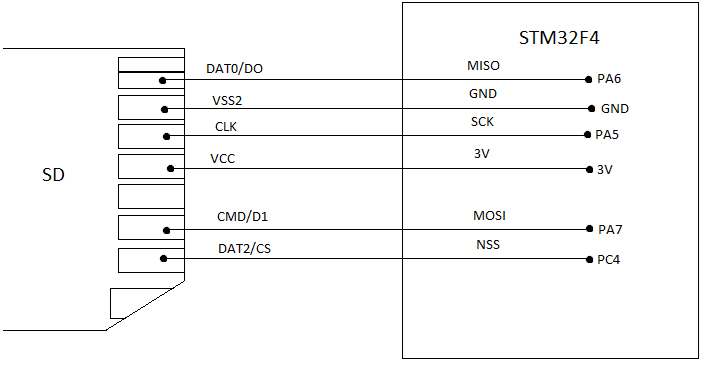 STM32F4
DAT0/DO MISO PA6
VSS2 GND GND
CLK SCK PA5
VCC 3V 3V
SD
CMD/D1 MOSI PA7
DAT2/CS NSS PC4